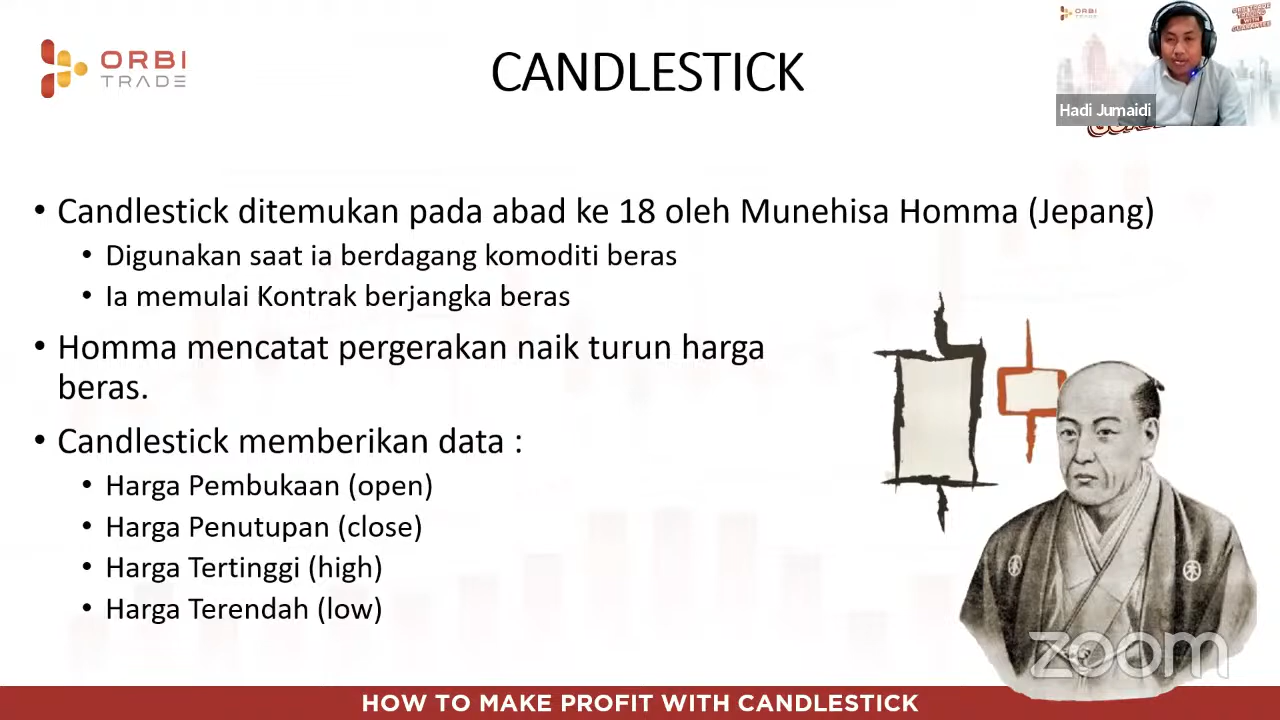 ORBI
TRADE
CANDLESTICK
ORBI
TRADE
Hadi Jumaidi
• Candlestick ditemukan pada abad ke 18 oleh Munehisa Homma (Jepang)
• Digunakan saat ia berdagang komoditi beras
• Ia memulai Kontrak berjangka beras
• Homma mencatat pergerakan naik turun harga
beras.
• Candlestick memberikan data :
• Harga Pembukaan (open)
• Harga Penutupan (close)
• Harga Tertinggi (high)
• Harga Terendah (low)
zoom
HOW TO MAKE PROFIT WITH CANDLESTICK